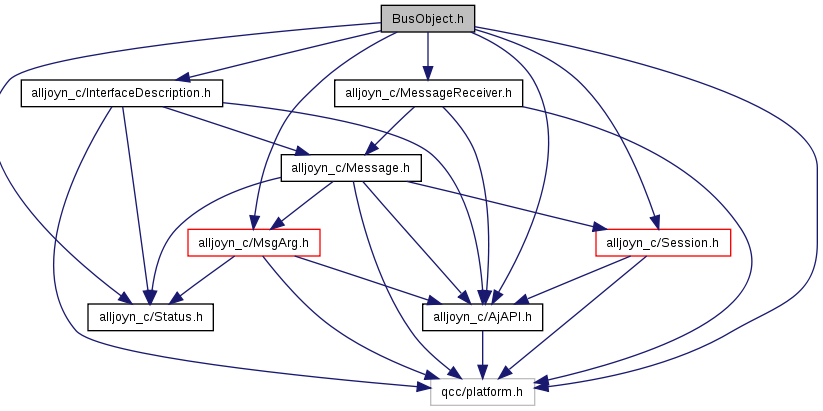 BusObject.h
alljoyn_c/InterfaceDescription.h
alljoyn_c/MessageReceiver.h
alljoyn_c/Message.h
alljoyn_c/MsgArg.h
alljoyn_c/Session.h
alljoyn_c/Status.h
alljoyn_c/AjAPI.h
qcc/platform.h